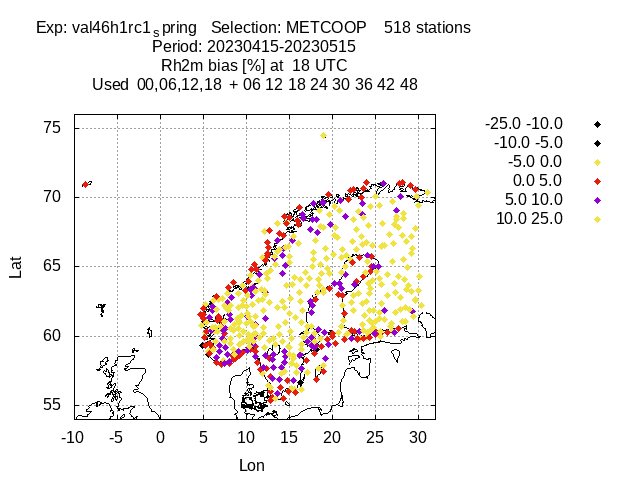 Exp: val46h1rc1spring   Selection: METCOOP    518 stations
Period: 20230415-20230515
Rh2m bias [%] at  18 UTC
Used  00,06,12,18  + 06 12 18 24 30 36 42 48
-25.0 -10.0
-10.0 -5.0
-5.0 0.0
0.0 5.0
5.0 10.0
10.0 25.0
75
70
65
60
55
Lat
-10 -5 0 5 10 15 20 25 30
Lon